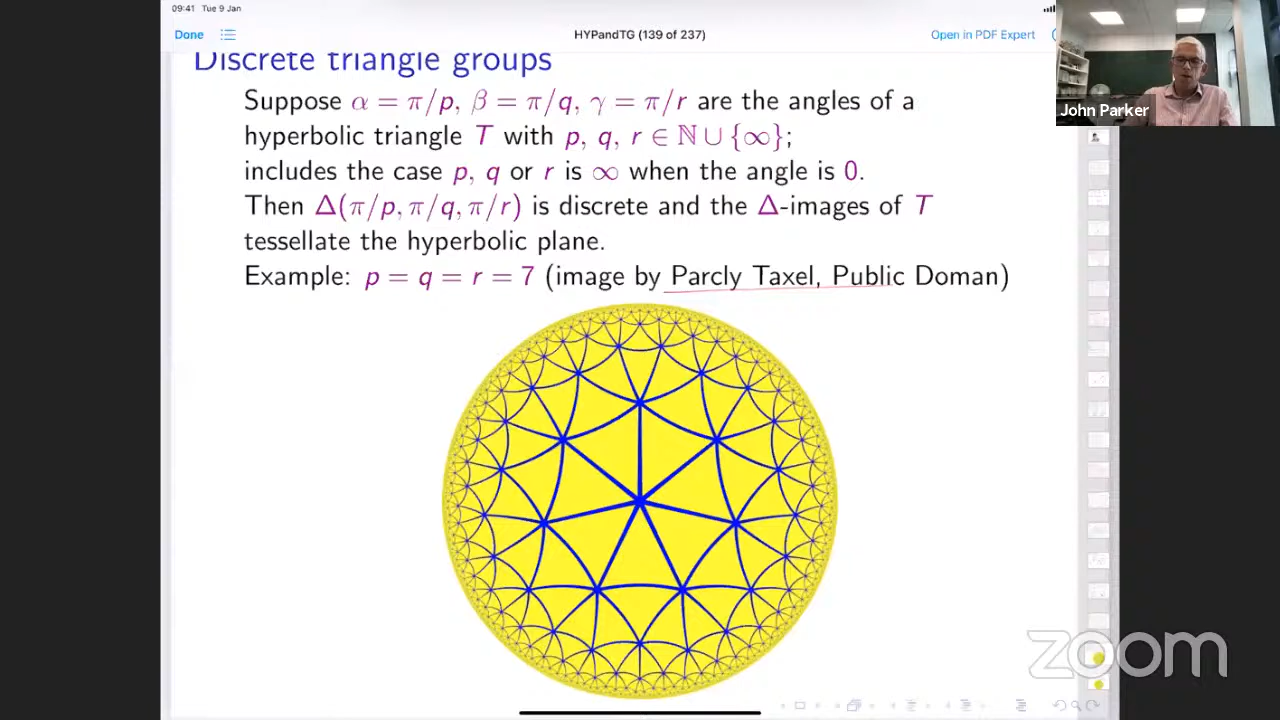 09:41 Tue 9 Jan
Done
HYPandTG (139 of 237)
Open in PDF Expert
John Parker
Discrete triangle groups
Suppose α = π/p, β = π/q, γ = π/r are the angles of a
hyperbolic triangle T with p, q, r ∈ ℕ ∪ {∞};
includes the case p, q or r is ∞ when the angle is 0.
Then Δ(π/p, π/q, π/r) is discrete and the Δ-images of T
tessellate the hyperbolic plane.
Example: p = q = r = 7 (image by Parcly Taxel, Public Doman)
zoom